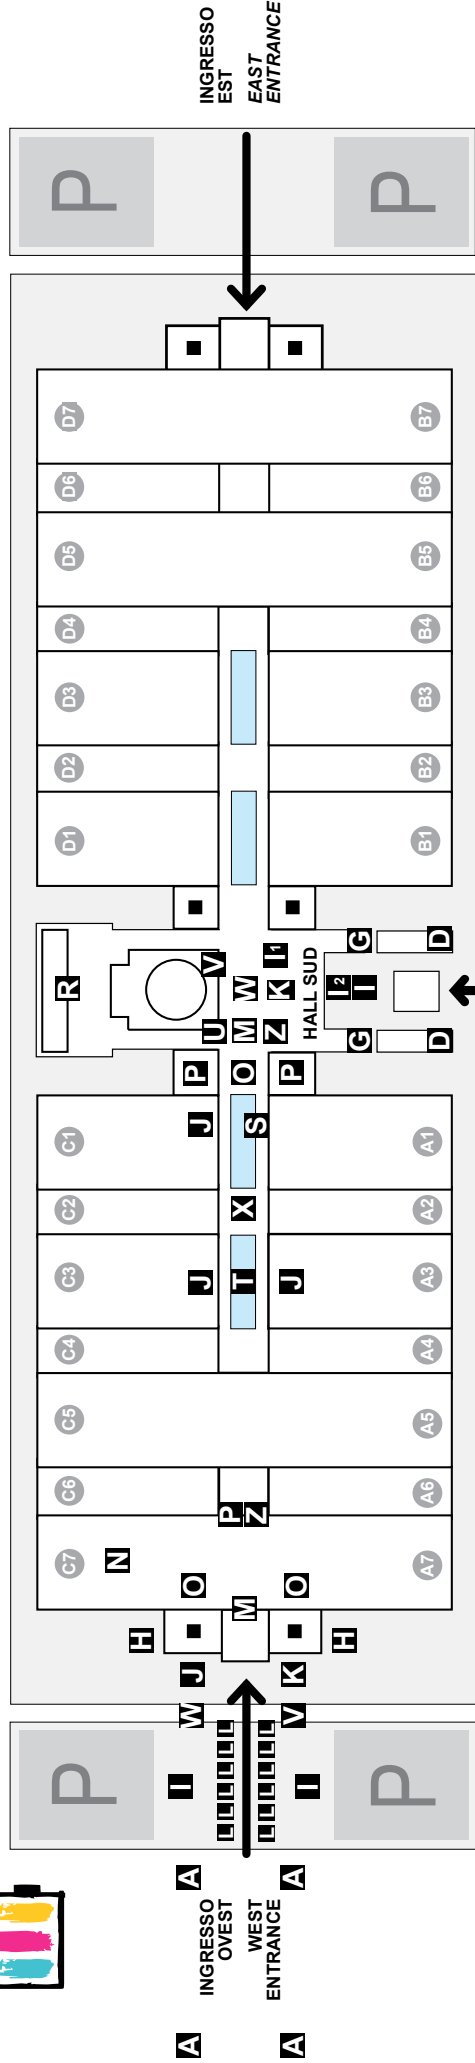 C7 C6 C5 C4 C3 C2 C1 R D1 D2 D3 D4 D5 D6 D7
P P
N
H
A A I W J O J J P
INGRESSO
OVEST
WEST
ENTRANCE
L L L L L L
L L L L L L
M
P
Z
T X S O
U V
M W
Z K I1
INGRESSO
EST
EAST
ENTRANCE
A A I V K O J P
HALL SUD
H
I2
I
G G
P P
A7 A6 A5 A4 A3 A2 A1 D D B1 B2 B3 B4 B5 B6 B7